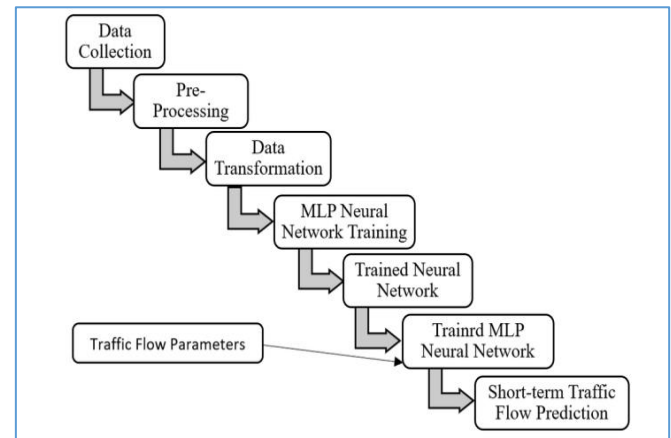 Data
Collection
Pre-
Processing
Data
Transformation
MLP Neural
Network Training
Trained Neural
Network
Traffic Flow Parameters
Trainrd MLP
Neural Network
Short-term Traffic
Flow Prediction